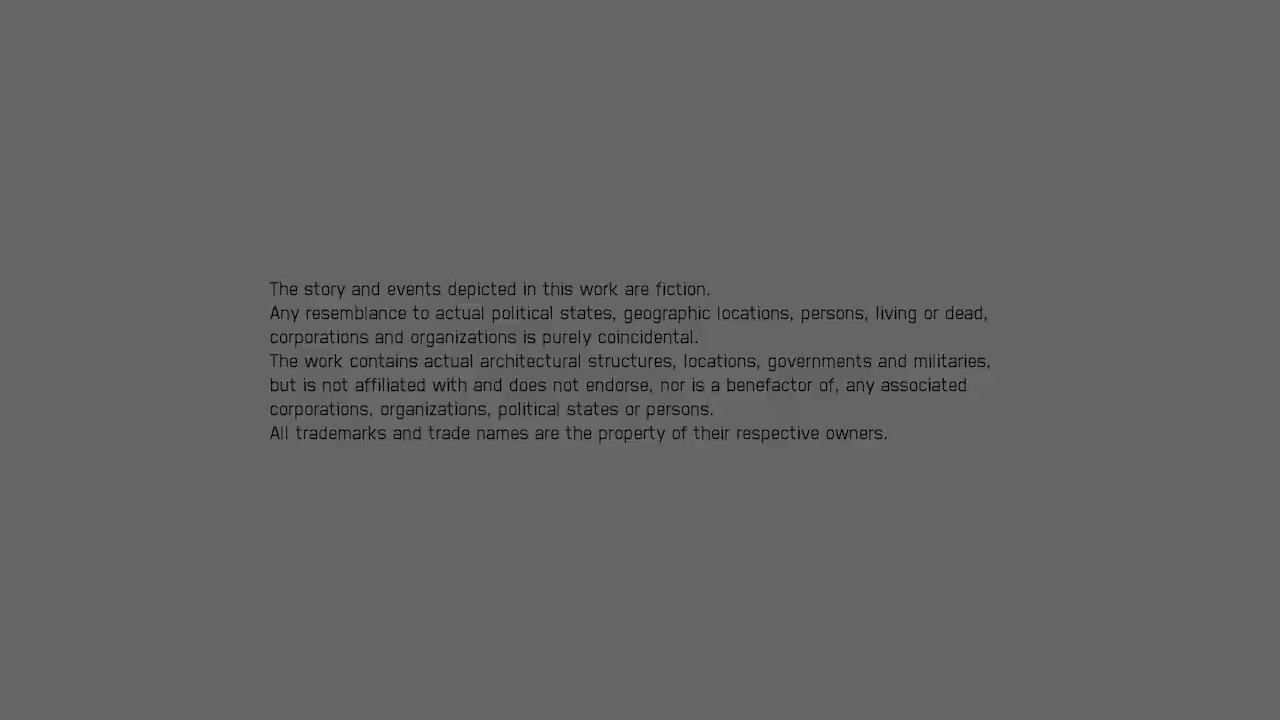 The story and events depicted in this work are fiction.
Any resemblance to actual political states, geographic locations, persons, living or dead,
corporations and organizations is purely coincidental.
The work contains actual architectural structures, locations, governments and militaries,
but is not affiliated with and does not endorse, nor is a benefactor of, any associated
corporations, organizations, political states or persons.
All trademarks and trade names are the property of their respective owners.